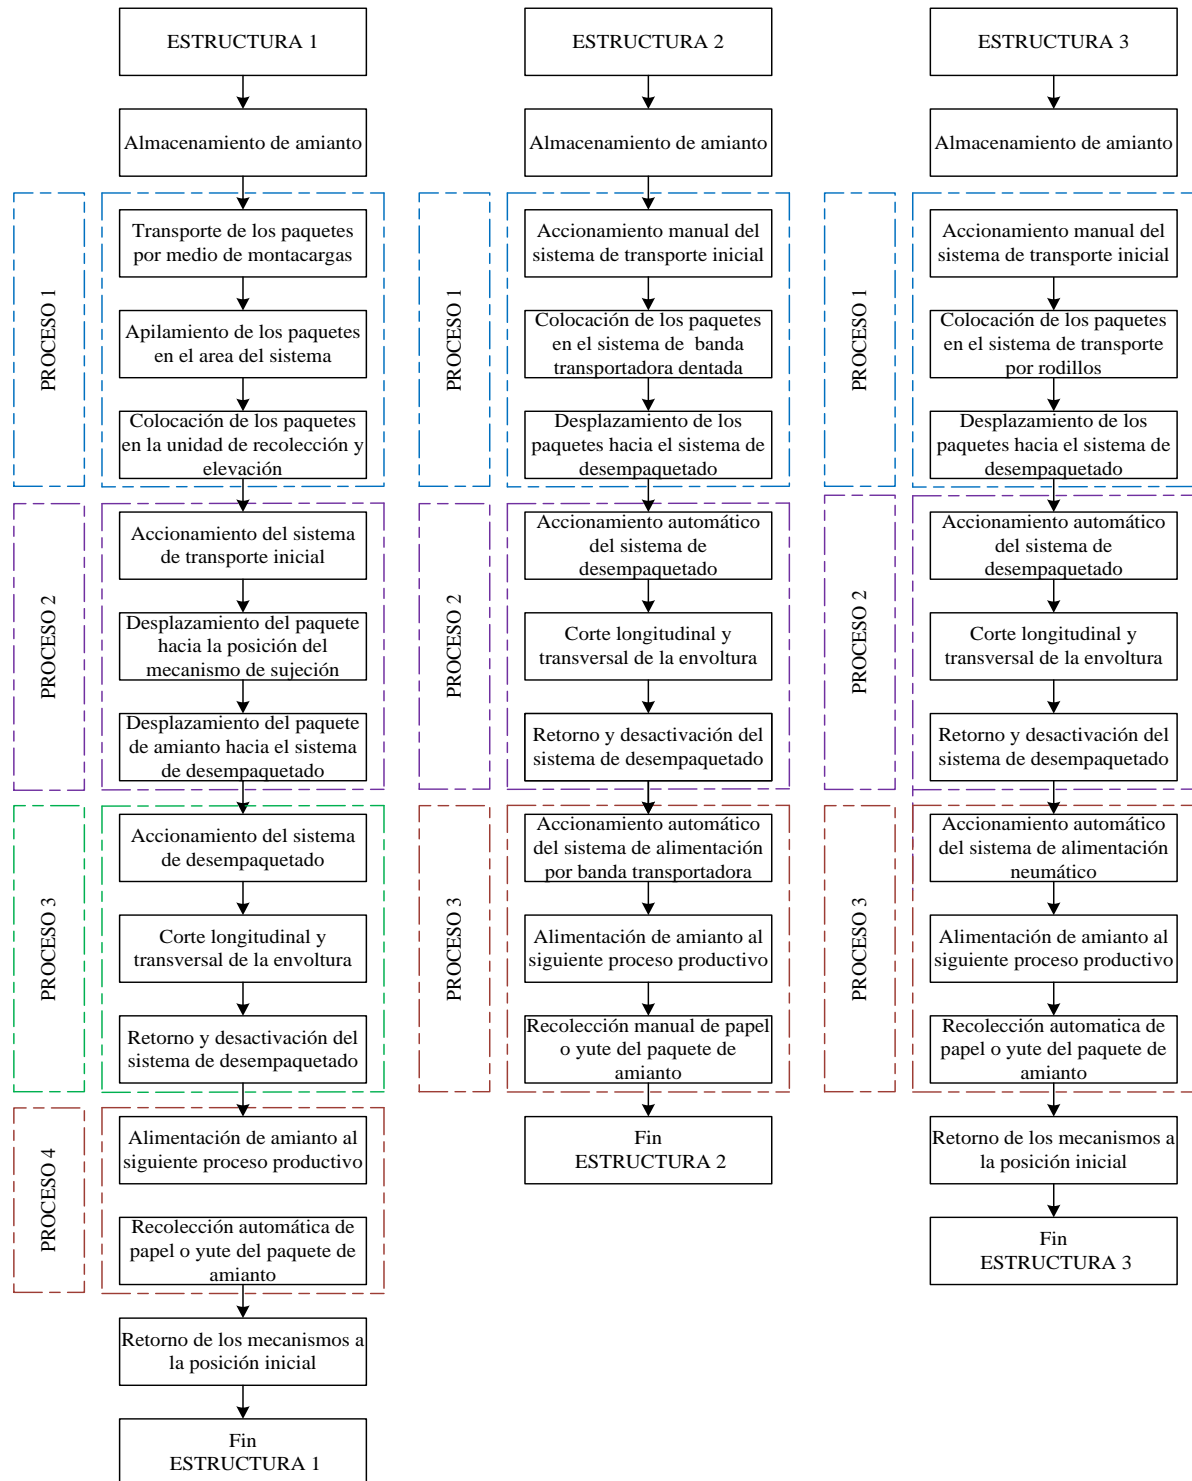 ESTRUCTURA 1
Almacenamiento de amianto
PROCESO 1
Transporte de los paquetes
por medio de montacargas
Apilamiento de los paquetes
en el area del sistema
Colocación de los paquetes
en la unidad de recolección y
elevación
PROCESO 2
Accionamiento del sistema
de transporte inicial
Desplazamiento del paquete
hacia la posición del
mecanismo de sujeción
Desplazamiento del paquete
de amianto hacia el sistema
de desempaquetado
PROCESO 3
Accionamiento del sistema
de desempaquetado
Corte longitudinal y
transversal de la envoltura
Retorno y desactivación del
sistema de desempaquetado
PROCESO 4
Alimentación de amianto al
siguiente proceso productivo
Recolección automática de
papel o yute del paquete de
amianto
Retorno de los mecanismos a
la posición inicial
Fin
ESTRUCTURA 1
ESTRUCTURA 2
Almacenamiento de amianto
PROCESO 1
Accionamiento manual del
sistema de transporte inicial
Colocación de los paquetes
en el sistema de banda
transportadora dentada
Desplazamiento de los
paquetes hacia el sistema de
desempaquetado
PROCESO 2
Accionamiento automático
del sistema de
desempaquetado
Corte longitudinal y
transversal de la envoltura
Retorno y desactivación del
sistema de desempaquetado
PROCESO 3
Accionamiento automático
del sistema de alimentación
por banda transportadora
Alimentación de amianto al
siguiente proceso productivo
Recolección manual de papel
o yute del paquete de
amianto
Fin
ESTRUCTURA 2
ESTRUCTURA 3
Almacenamiento de amianto
PROCESO 1
Accionamiento manual del
sistema de transporte inicial
Colocación de los paquetes
en el sistema de transporte
por rodillos
Desplazamiento de los
paquetes hacia el sistema de
desempaquetado
PROCESO 2
Accionamiento automático
del sistema de
desempaquetado
Corte longitudinal y
transversal de la envoltura
Retorno y desactivación del
sistema de desempaquetado
PROCESO 3
Accionamiento automático
del sistema de alimentación
neumático
Alimentación de amianto al
siguiente proceso productivo
Recolección automatica de
papel o yute del paquete de
amianto
Retorno de los mecanismos a
la posición inicial
Fin
ESTRUCTURA 3